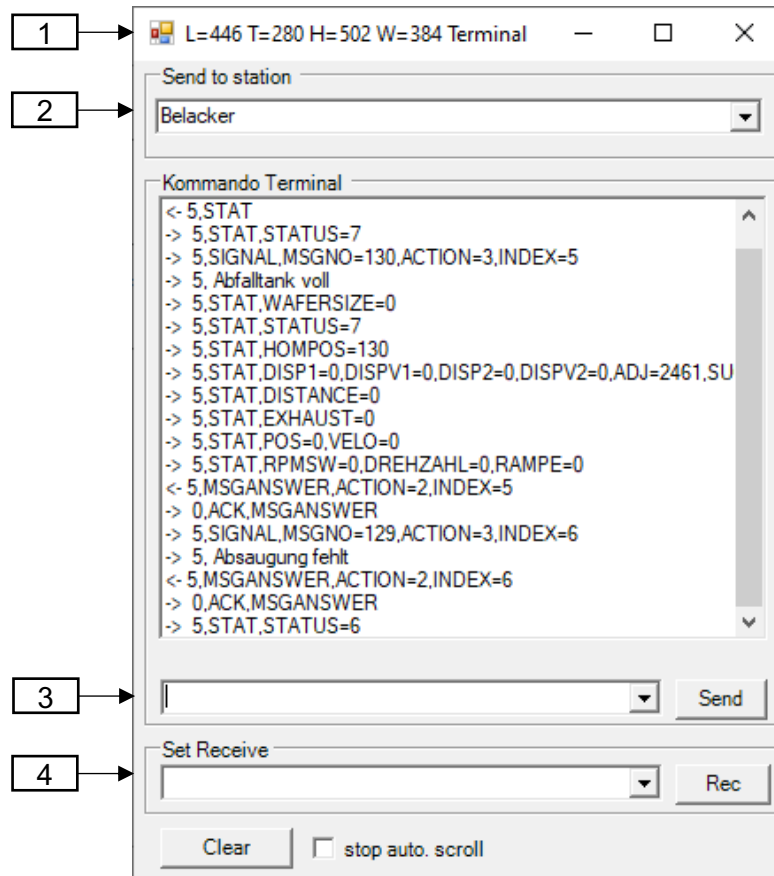 1
L=446 T=280 H=502 W=384 Terminal
Send to station
2
Belacker
Kommando Terminal
<- 5,STAT
-> 5,STAT,STATUS=7
-> 5,SIGNAL,MSGNO=130,ACTION=3,INDEX=5
-> 5, Abfalltank voll
-> 5,STAT,WAFERSIZE=0
-> 5,STAT,STATUS=7
-> 5,STAT,HOMPOS=130
-> 5,STAT,DISP1=0,DISPV1=0,DISP2=0,DISPV2=0,ADJ=2461,SU
-> 5,STAT,DISTANCE=0
-> 5,STAT,EXHAUST=0
-> 5,STAT,POS=0,VELO=0
-> 5,STAT,RPMSW=0,DREHZAHL=0,RAMPE=0
<- 5,MSGANSWER,ACTION=2,INDEX=5
-> 0,ACK,MSGANSWER
-> 5,SIGNAL,MSGNO=129,ACTION=3,INDEX=6
-> 5, Absaugung fehlt
<- 5,MSGANSWER,ACTION=2,INDEX=6
-> 0,ACK,MSGANSWER
-> 5,STAT,STATUS=6
3
Send
Set Receive
4
Rec
Clear
stop auto. scroll